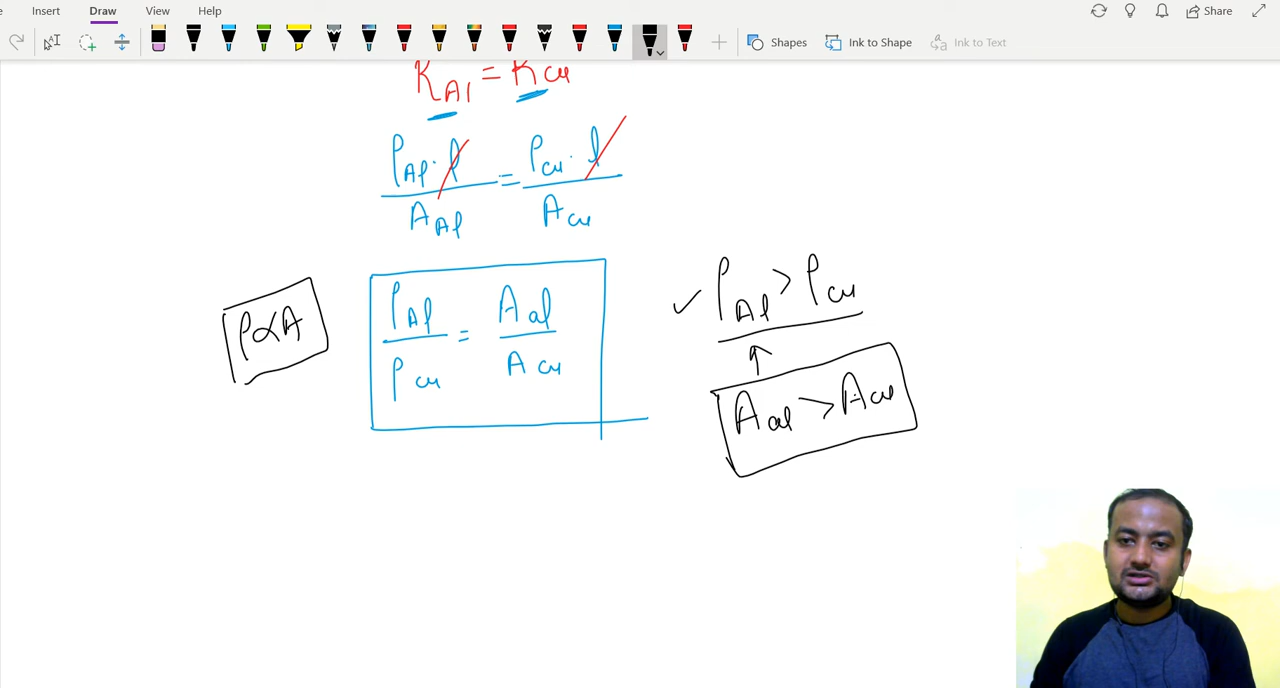 Insert Draw View Help Share
Shapes Ink to Shape Ink to Text
R_Al = R_cu
ρ_Al · l / A_Al = ρ_cu · l / A_cu
ρ ∝ A
ρ_Al / ρ_cu = A_al / A_cu
✓ ρ_Al > ρ_cu
↑
A_al > A_cu